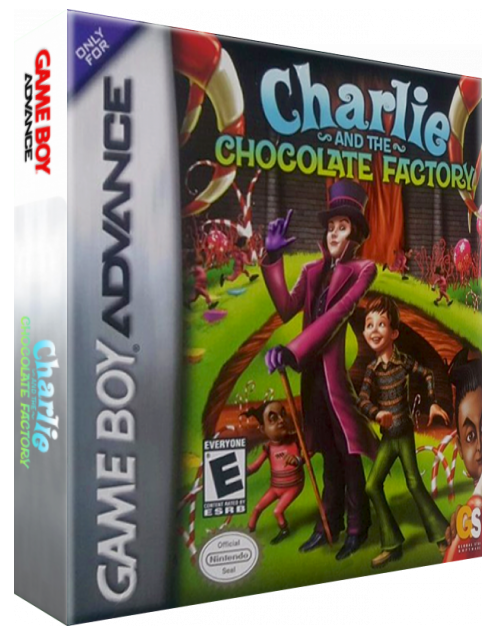 GAME BOY
ADVANCE
Charlie
AND THE
CHOCOLATE FACTORY
ONLY
FOR
GAME BOY ADVANCE
Charlie
AND THE
CHOCOLATE FACTORY
EVERYONE
E
CONTENT RATED BY
ESRB
Official
Nintendo
Seal